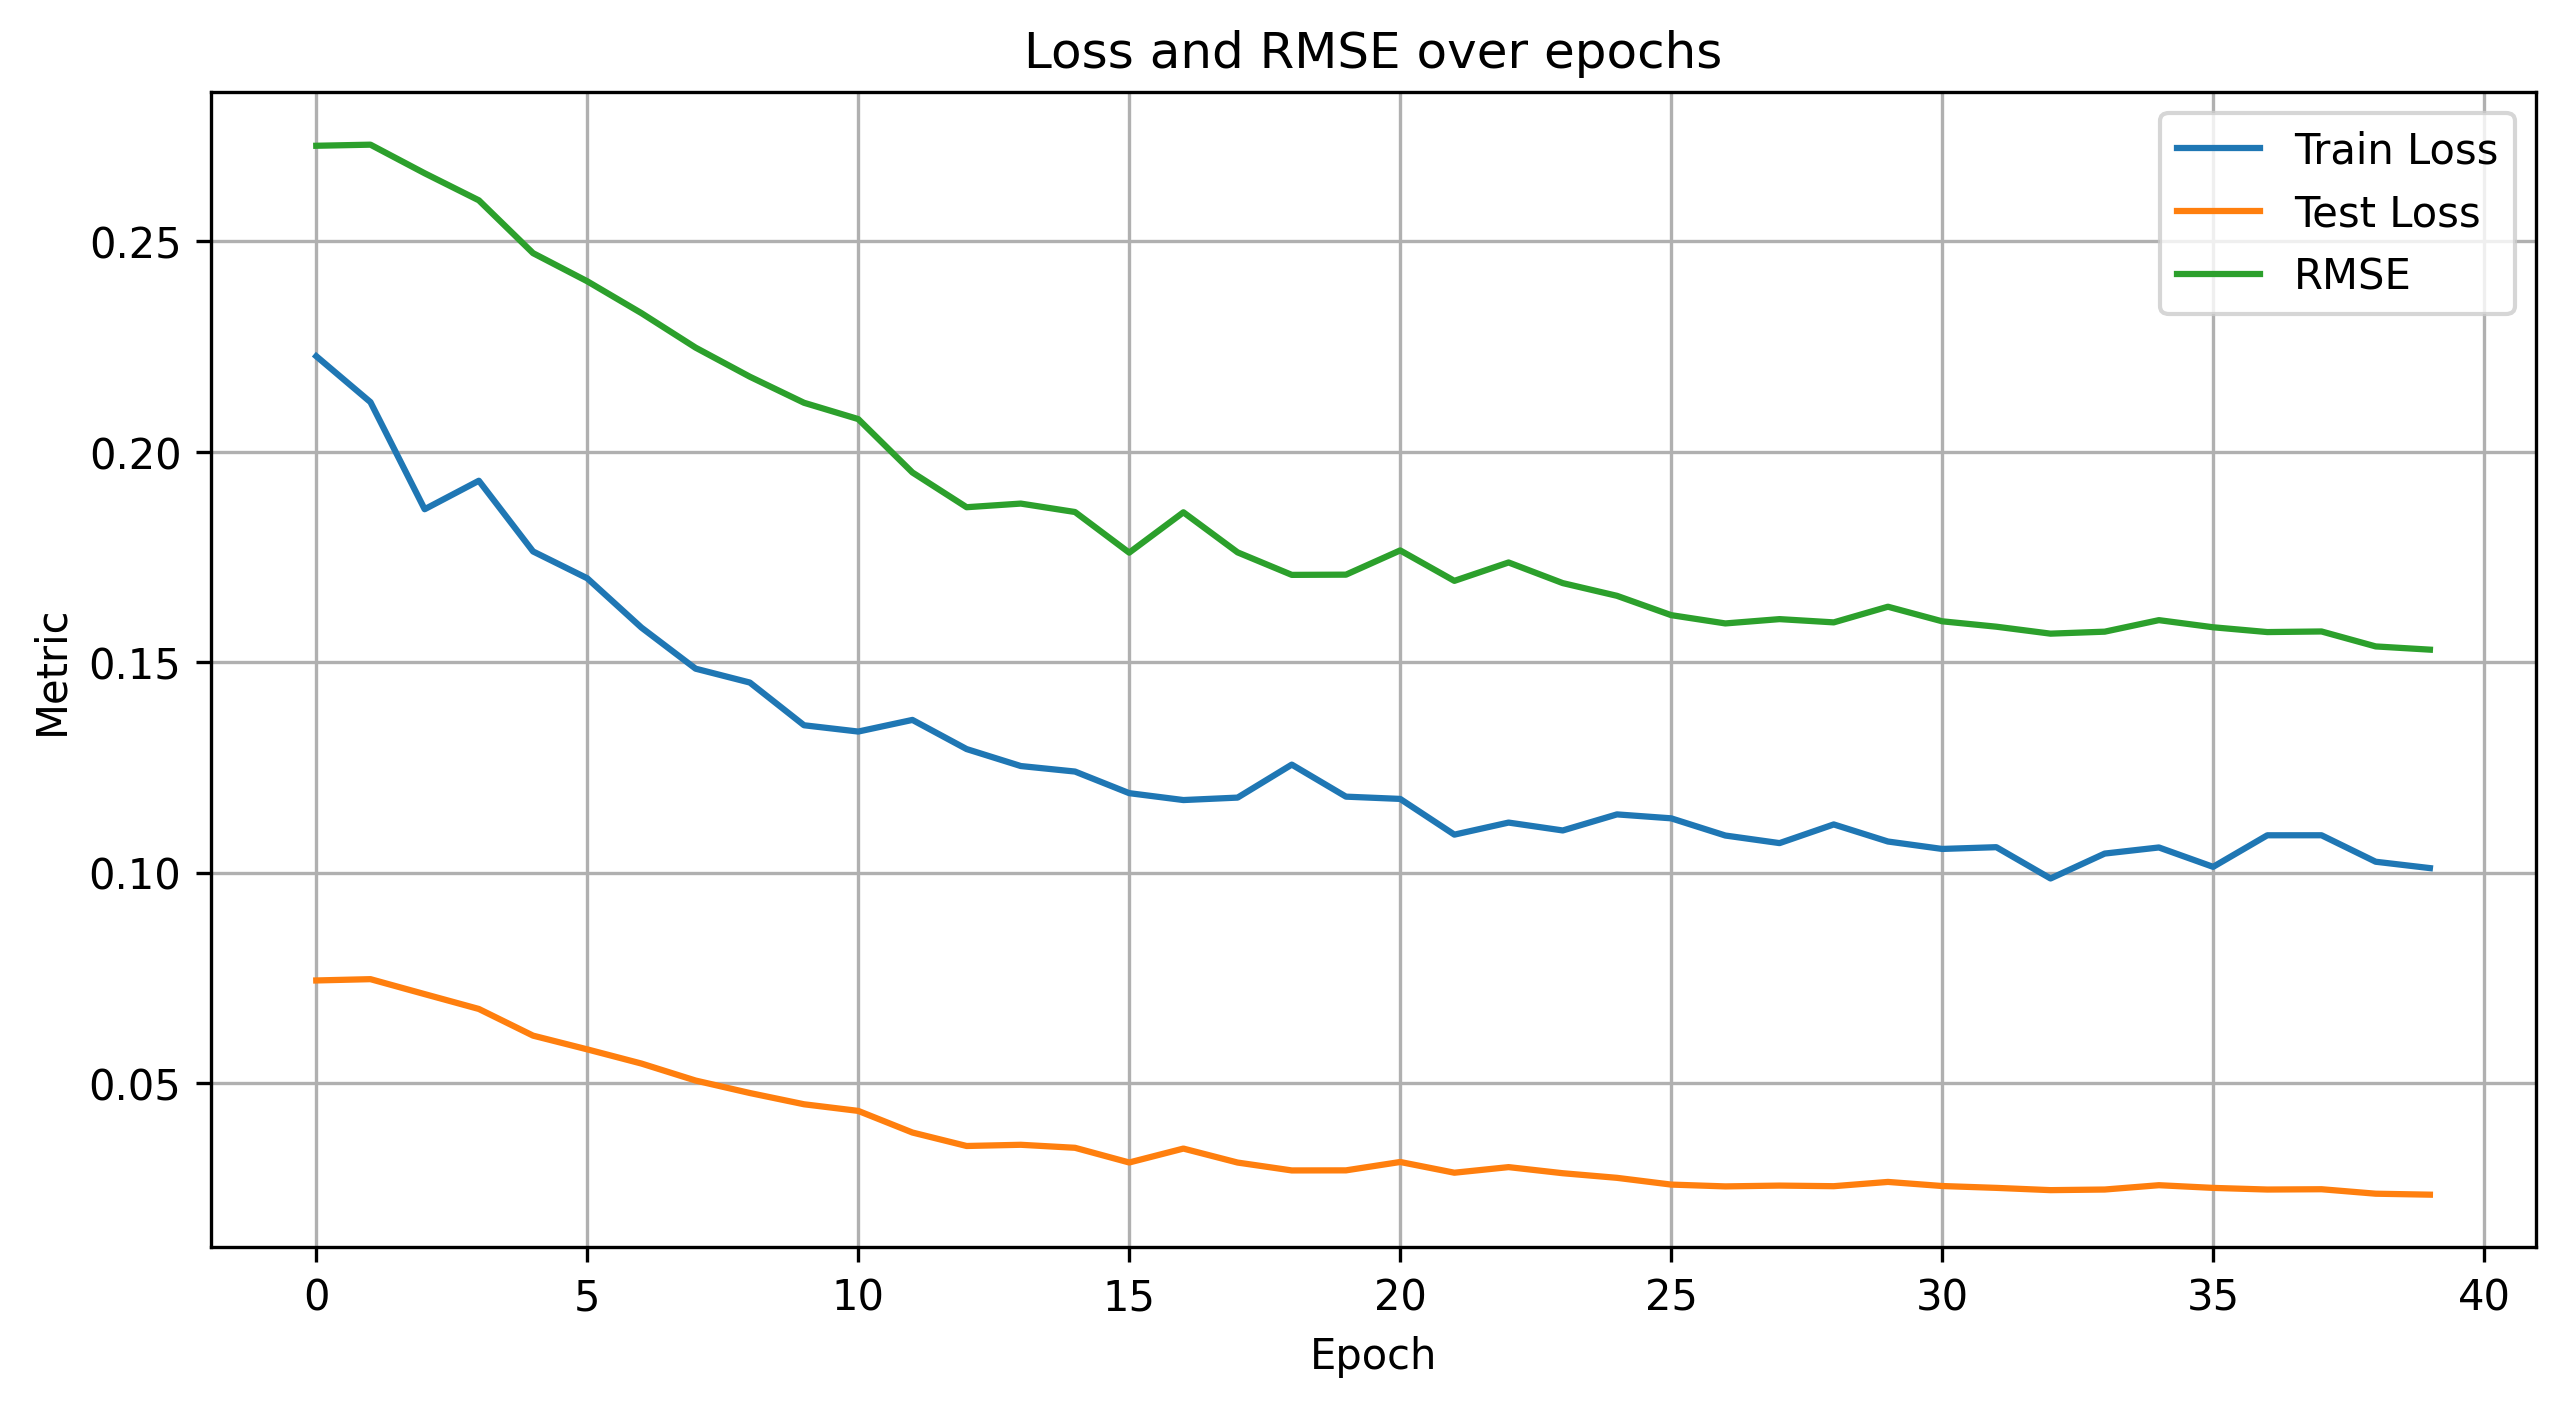 Loss and RMSE over epochs
Train Loss
Test Loss
RMSE
0.25
0.20
0.15
0.10
0.05
Metric
0 5 10 15 20 25 30 35 40
Epoch